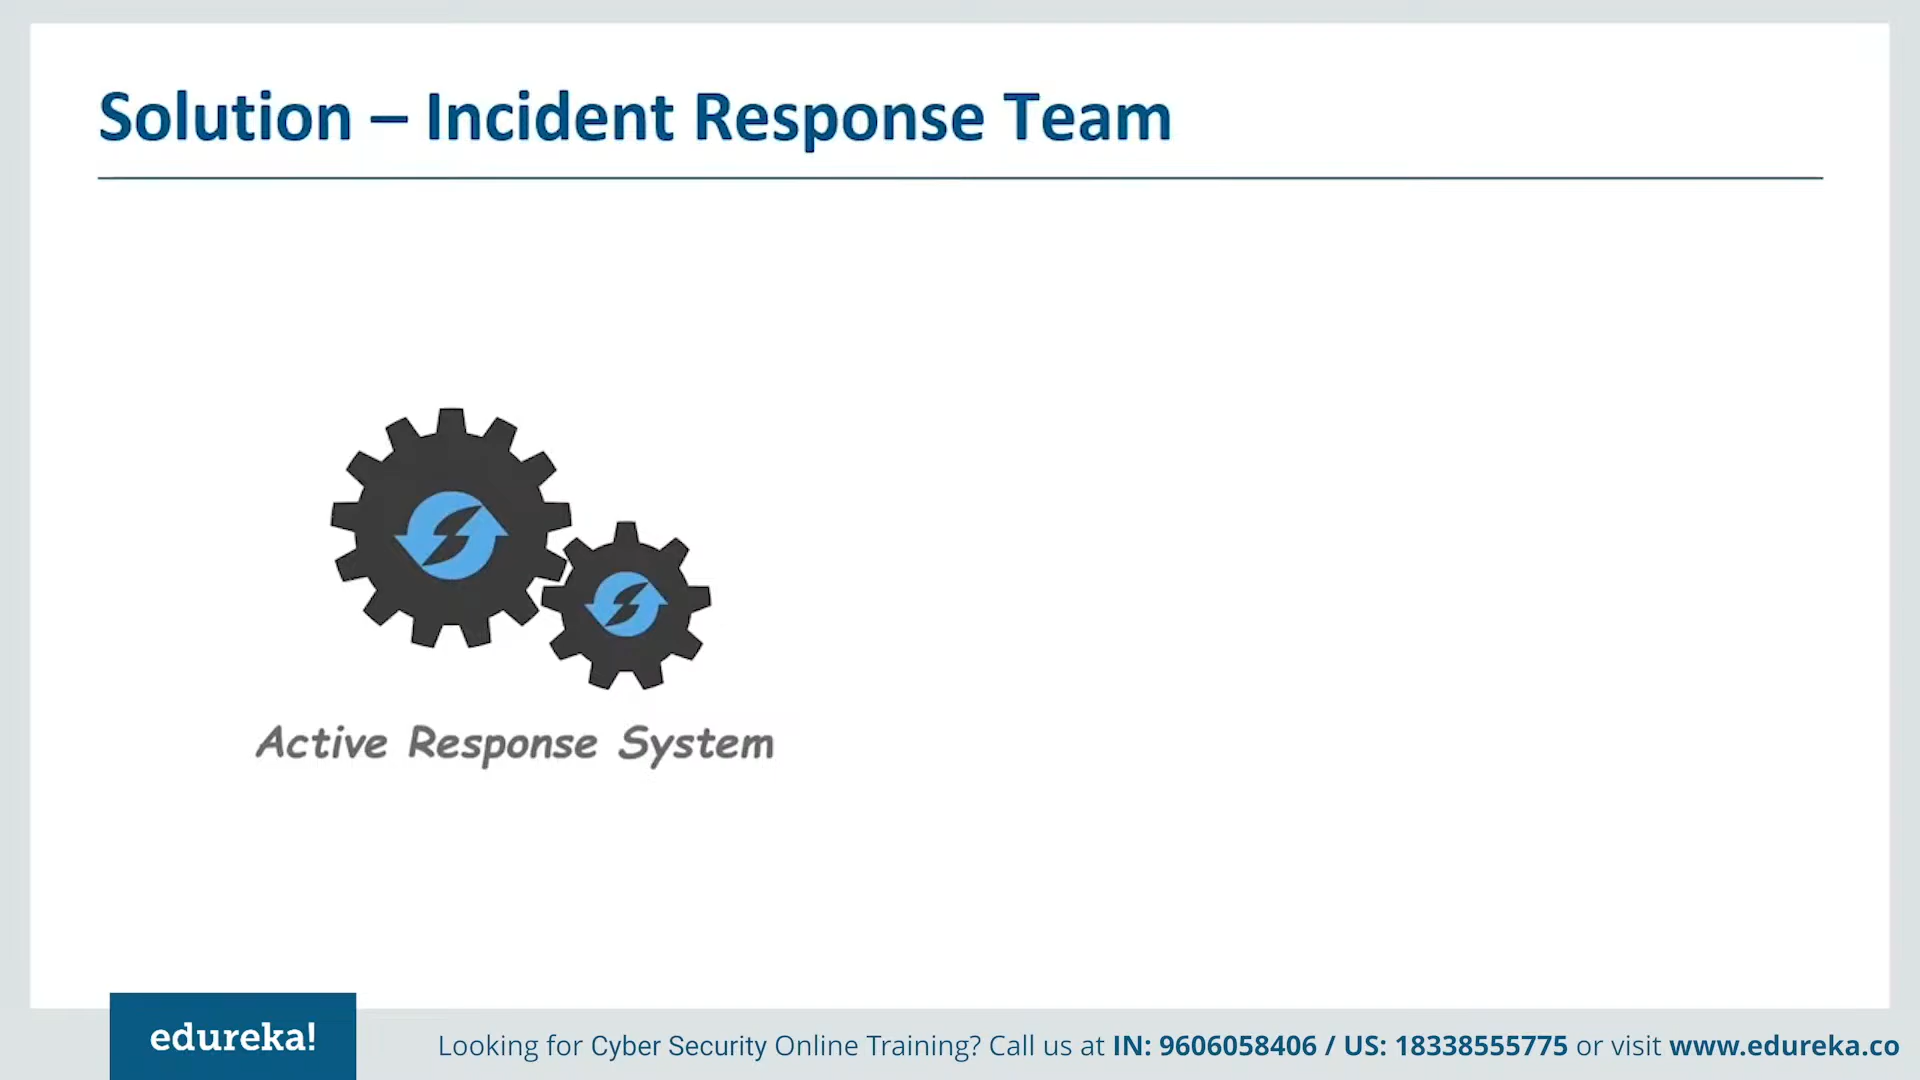 Solution – Incident Response Team
Active Response System
edureka!
Looking for Cyber Security Online Training? Call us at IN: 9606058406 / US: 18338555775 or visit www.edureka.co